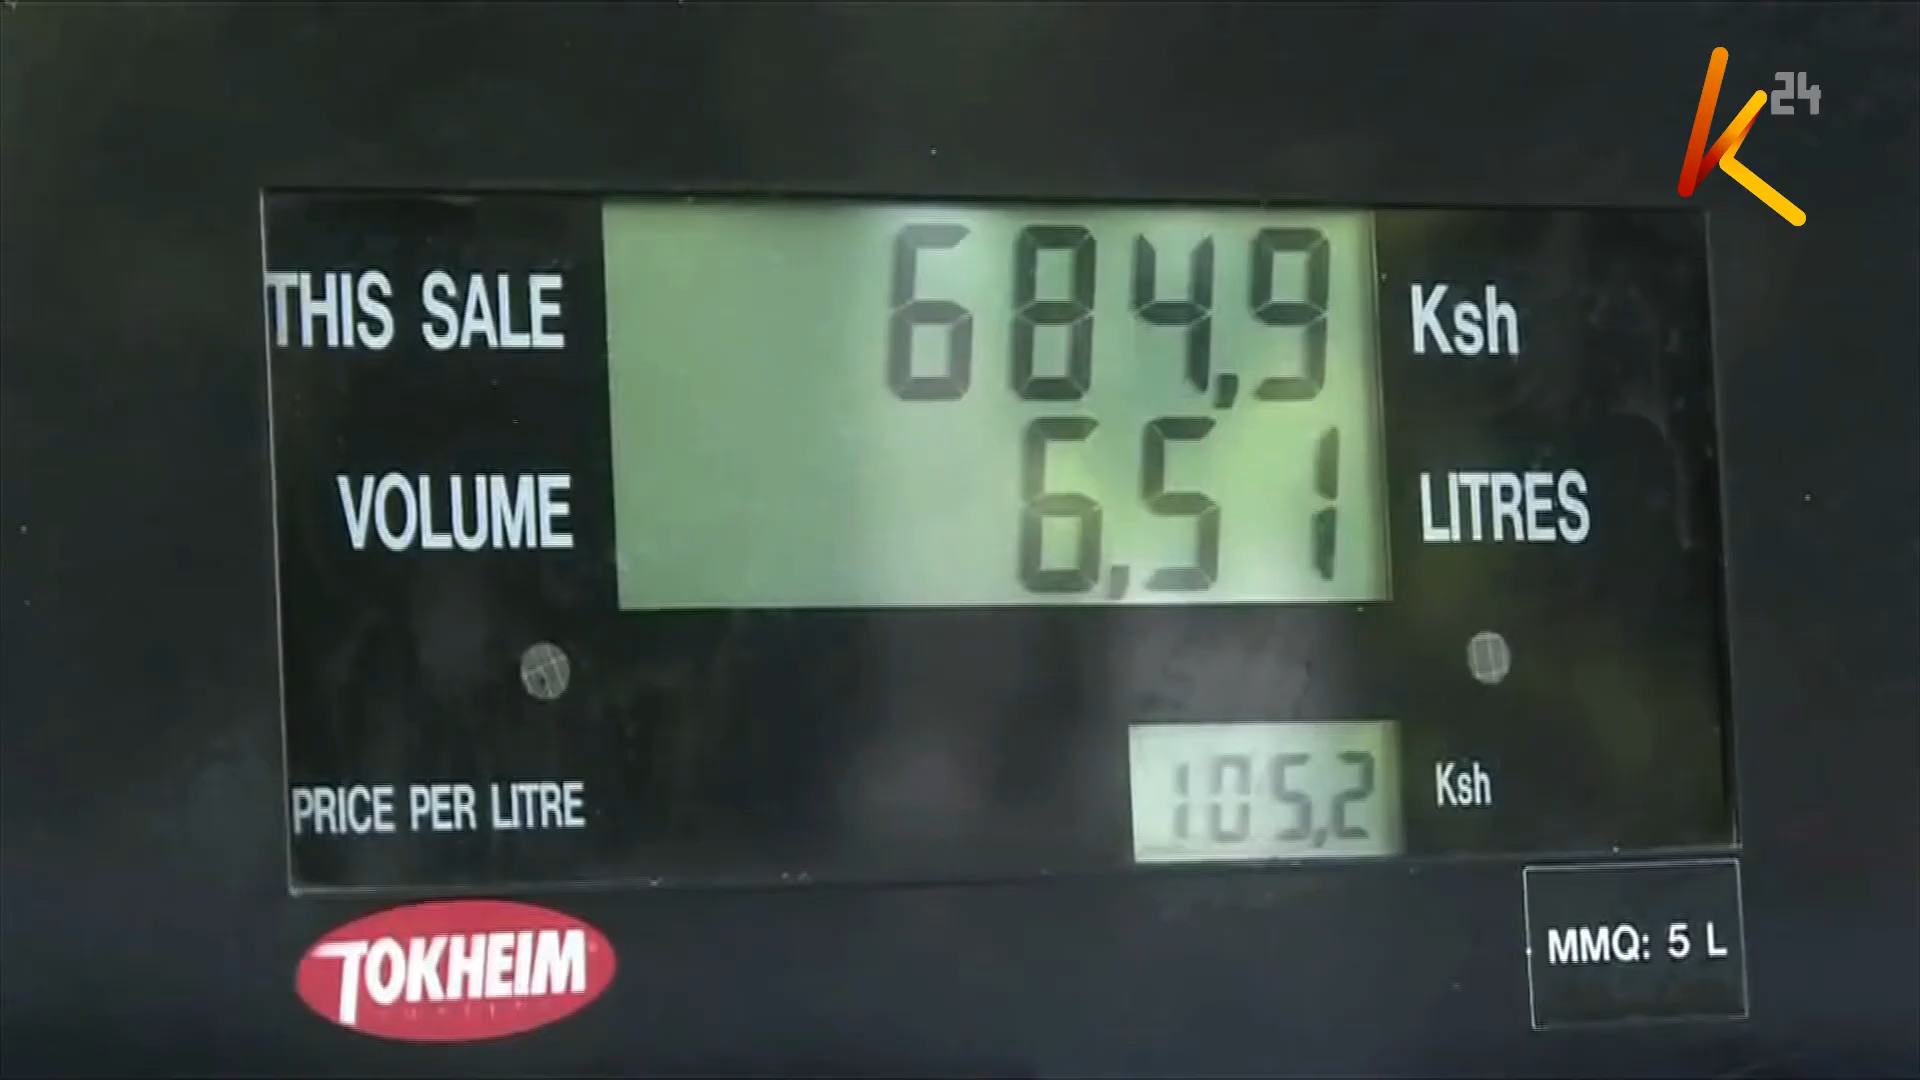 K24
THIS SALE 684,9 Ksh
VOLUME 6,51 LITRES
PRICE PER LITRE 105,2 Ksh
TOKHEIM
MMQ: 5 L